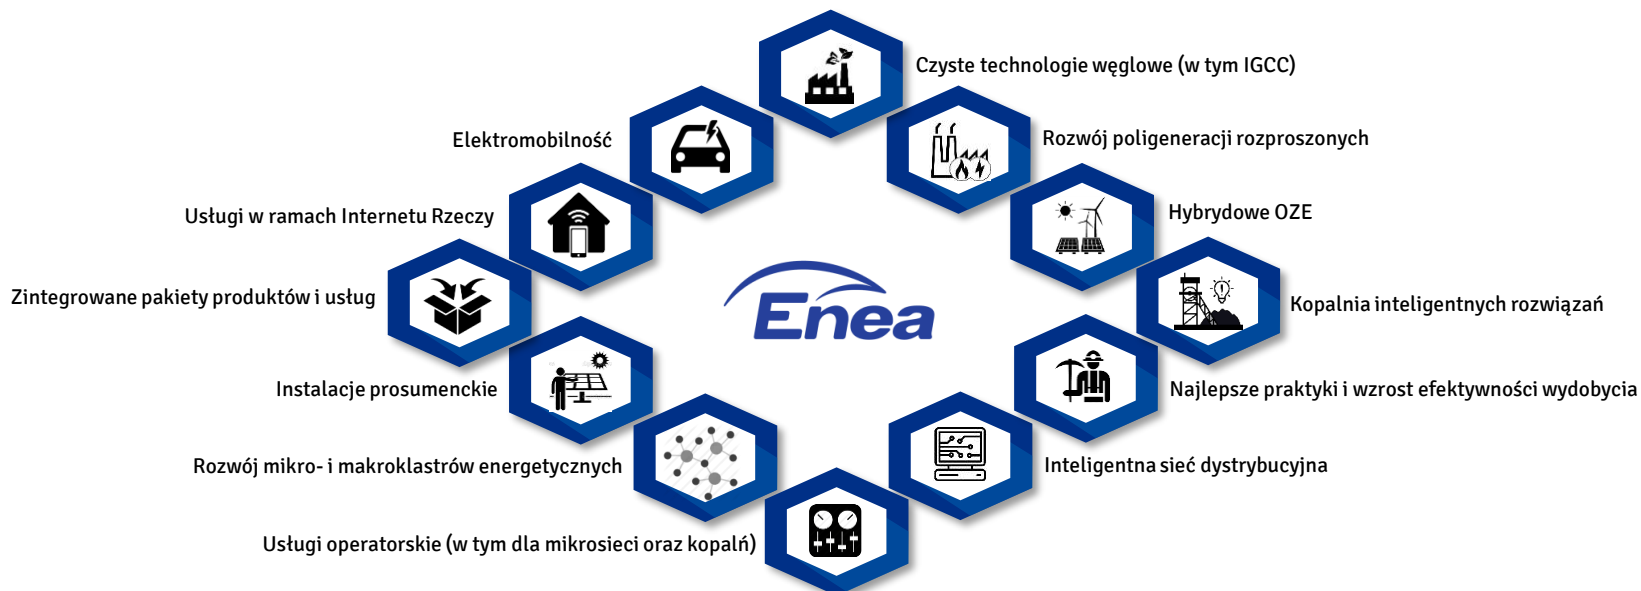 Czyste technologie węglowe (w tym IGCC)
Elektromobilność
Rozwój poligeneracji rozproszonych
Usługi w ramach Internetu Rzeczy
Hybrydowe OZE
Zintegrowane pakiety produktów i usług
Enea
Kopalnia inteligentnych rozwiązań
Instalacje prosumenckie
Najlepsze praktyki i wzrost efektywności wydobycia
Rozwój mikro- i makroklastrów energetycznych
Inteligentna sieć dystrybucyjna
Usługi operatorskie (w tym dla mikrosieci oraz kopalń)